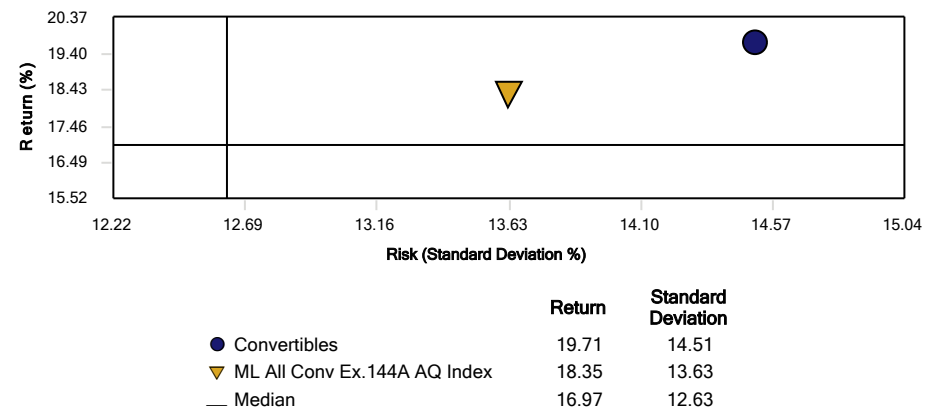 20.37
19.40
18.43
17.46
16.49
15.52
Return (%)
12.22 12.69 13.16 13.63 14.10 14.57 15.04
Risk (Standard Deviation %)
Return Standard Deviation
Convertibles 19.71 14.51
ML All Conv Ex.144A AQ Index 18.35 13.63
Median 16.97 12.63